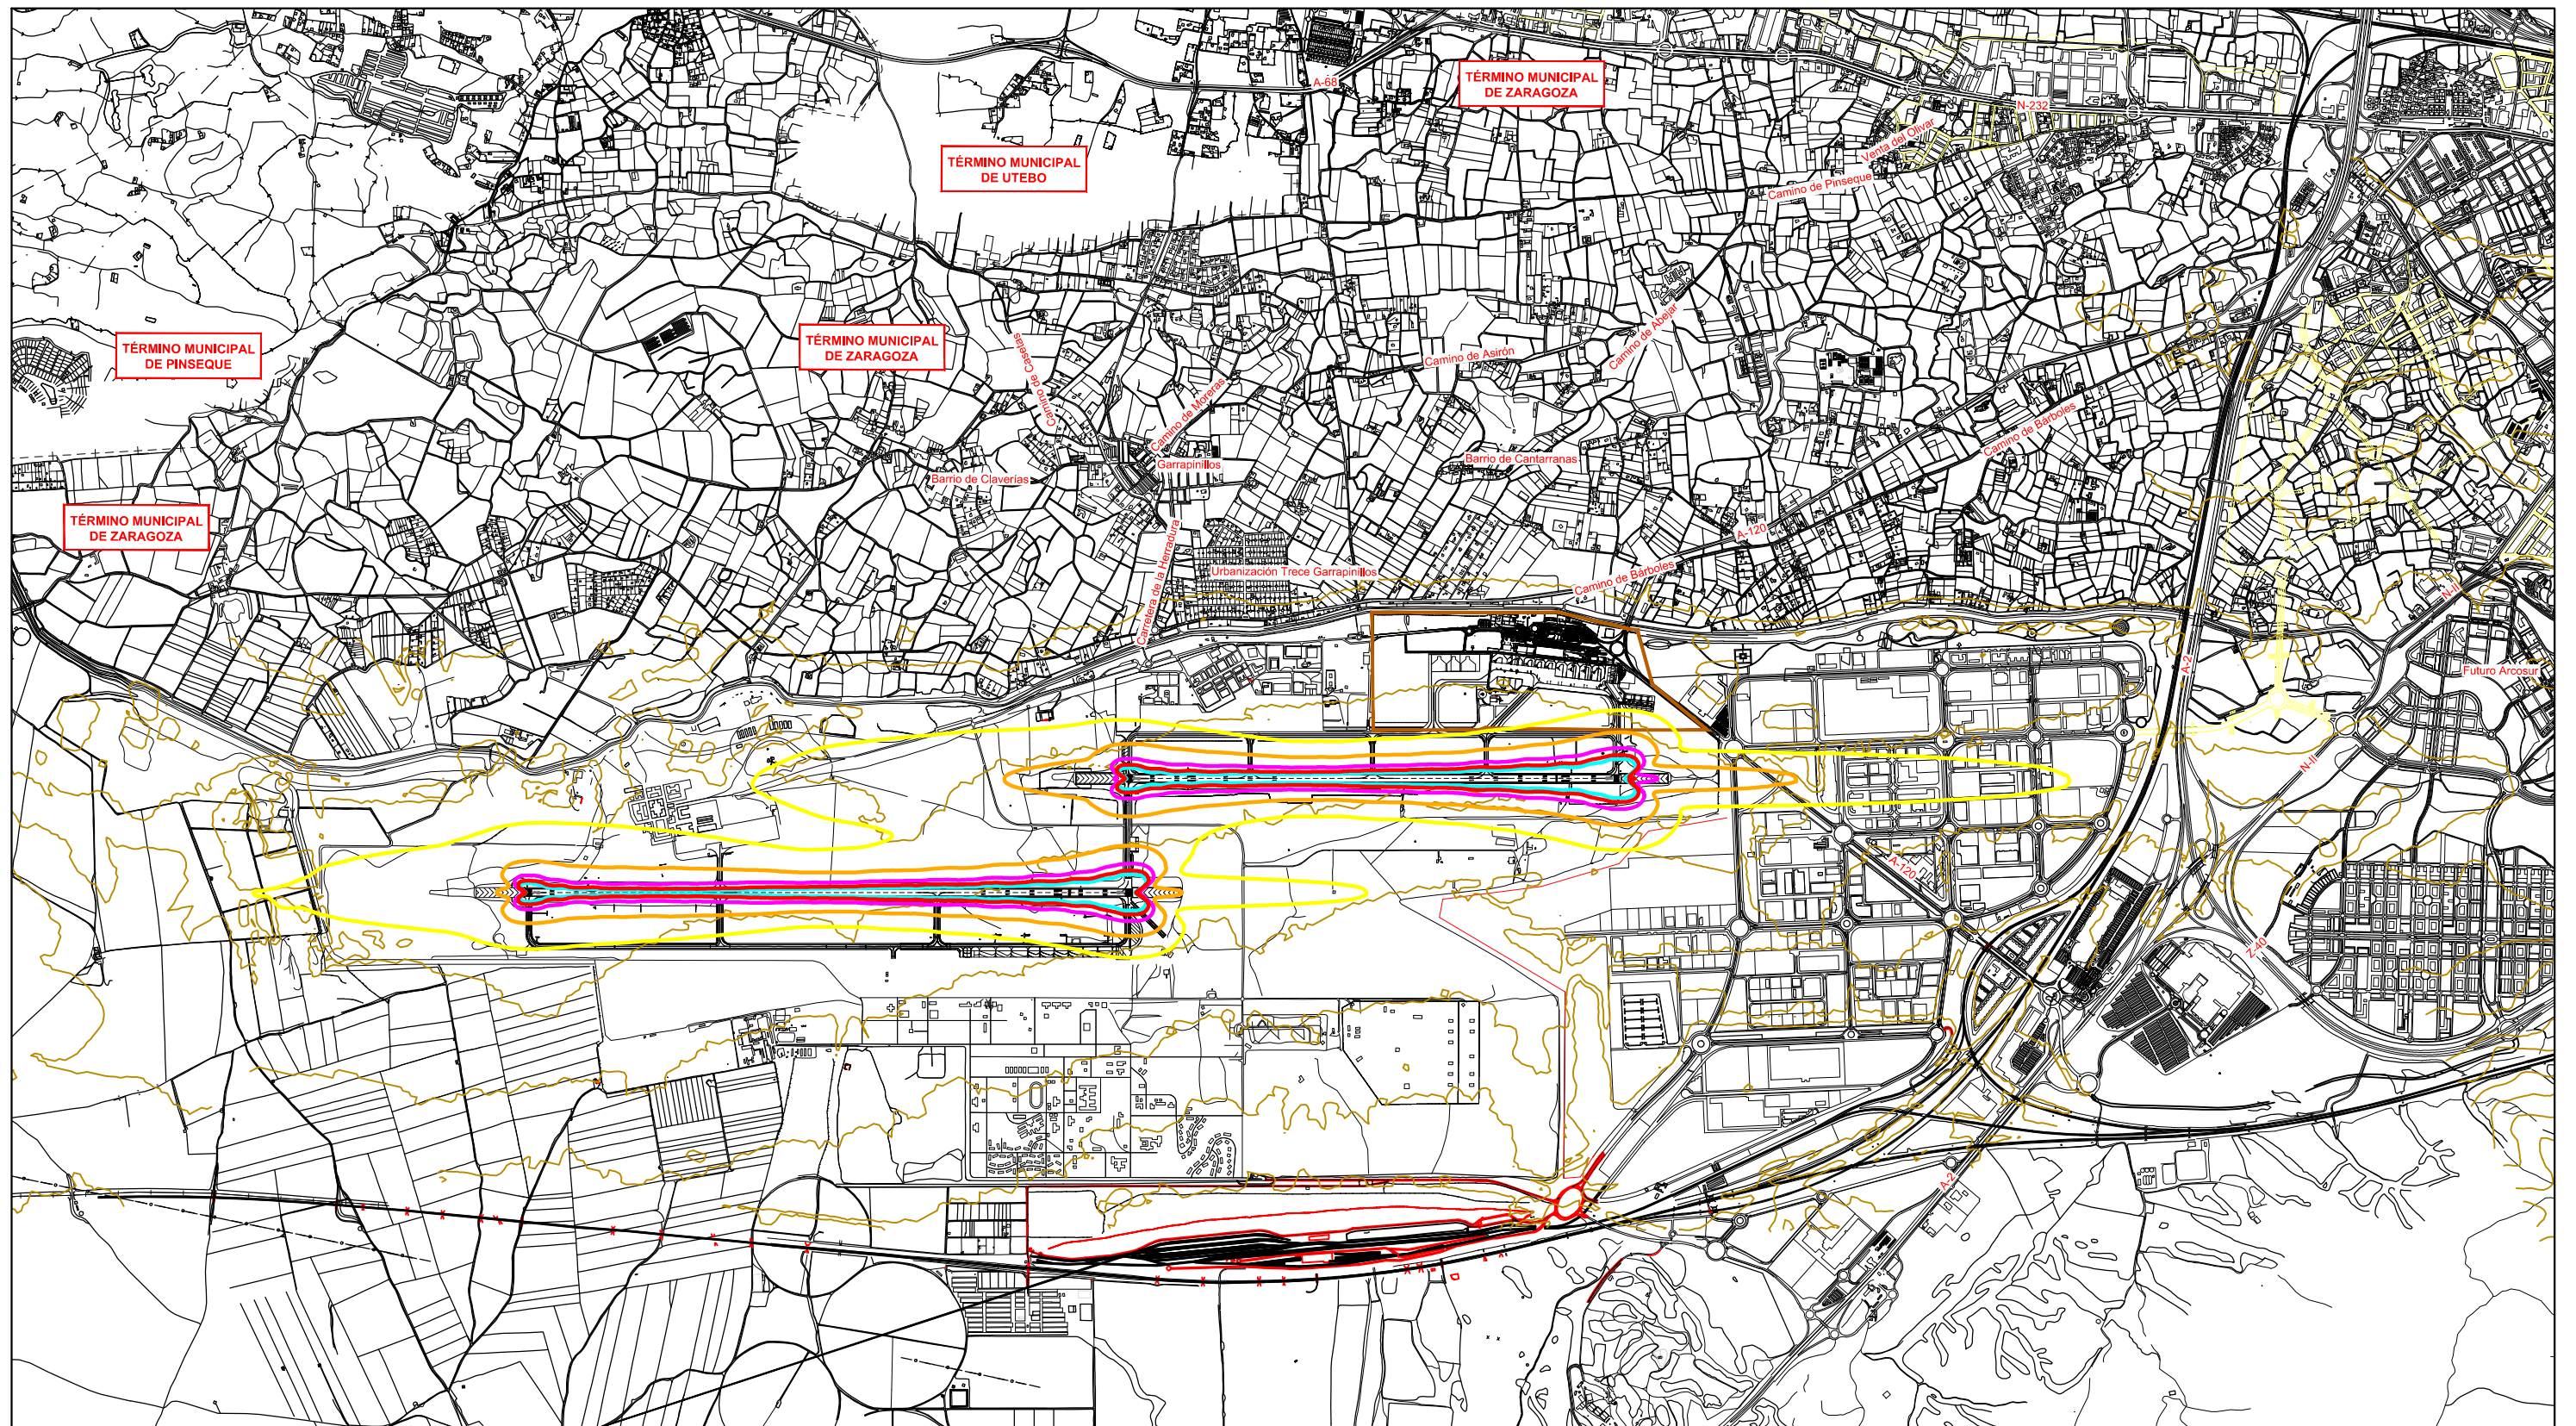 A-68
TÉRMINO MUNICIPAL
DE ZARAGOZA
N-232
Venta del Olivar
TÉRMINO MUNICIPAL
DE UTEBO
Camino de Pinseque
TÉRMINO MUNICIPAL
DE PINSEQUE
TÉRMINO MUNICIPAL
DE ZARAGOZA
Camino de Casetas
Camino de Moreras
Camino de Asirón
Camino de Abejar
Camino de Bárboles
Garrapinillos
Barrio de Claverías
Barrio de Cantarranas
TÉRMINO MUNICIPAL
DE ZARAGOZA
A-120
Carretera de la Herradura
Urbanización Trece Garrapinillos
Camino de Bárboles
N-II
A-2
Futuro Arcosur
N-II
A-120
Z-40
A-2